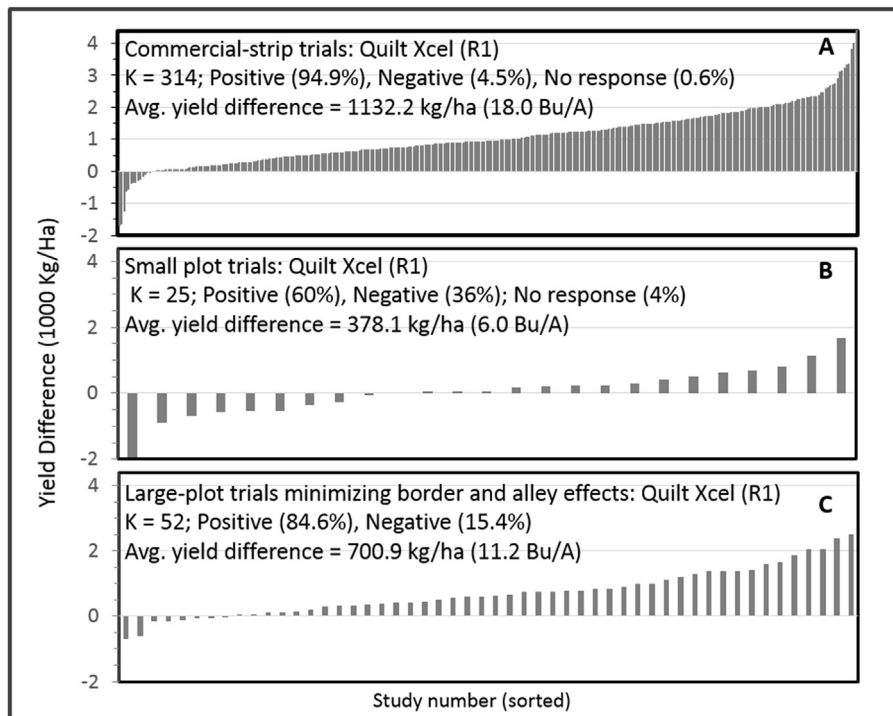 Yield Difference (1000 Kg/Ha)
4
3
2
1
0
-1
-2
Commercial-strip trials: Quilt Xcel (R1)
A
K = 314; Positive (94.9%), Negative (4.5%), No response (0.6%)
Avg. yield difference = 1132.2 kg/ha (18.0 Bu/A)
4
2
0
-2
Small plot trials: Quilt Xcel (R1)
B
K = 25; Positive (60%), Negative (36%); No response (4%)
Avg. yield difference = 378.1 kg/ha (6.0 Bu/A)
4
2
0
-2
Large-plot trials minimizing border and alley effects: Quilt Xcel (R1)
C
K = 52; Positive (84.6%), Negative (15.4%)
Avg. yield difference = 700.9 kg/ha (11.2 Bu/A)
Study number (sorted)